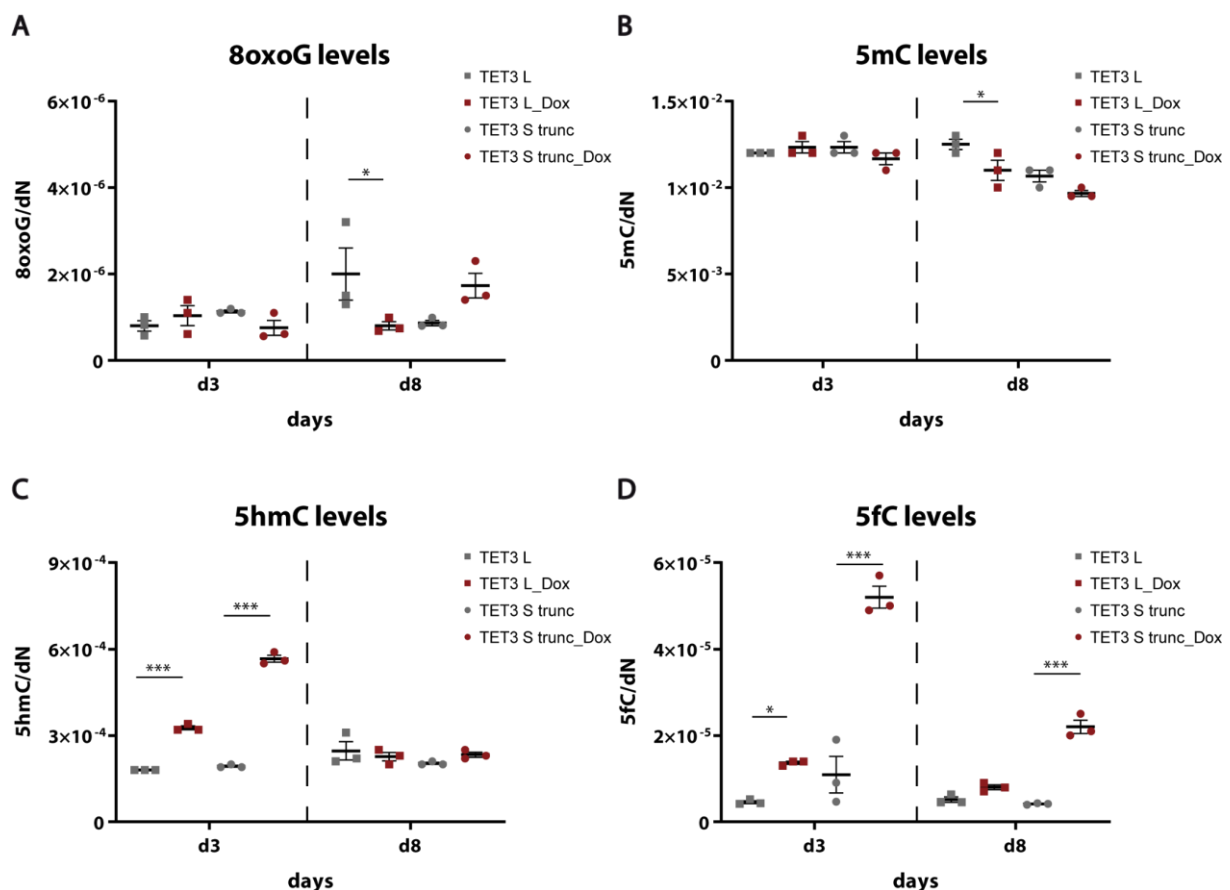 A
8oxoG levels
TET3 L
TET3 L_Dox
TET3 S trunc
TET3 S trunc_Dox
6×10⁻⁶
4×10⁻⁶
2×10⁻⁶
0
8oxoG/dN
*
d3
d8
days
B
5mC levels
TET3 L
TET3 L_Dox
TET3 S trunc
TET3 S trunc_Dox
1.5×10⁻²
1×10⁻²
5×10⁻³
0
5mC/dN
*
d3
d8
days
C
5hmC levels
TET3 L
TET3 L_Dox
TET3 S trunc
TET3 S trunc_Dox
9×10⁻⁴
6×10⁻⁴
3×10⁻⁴
0
5hmC/dN
***
***
d3
d8
days
D
5fC levels
TET3 L
TET3 L_Dox
TET3 S trunc
TET3 S trunc_Dox
6×10⁻⁵
4×10⁻⁵
2×10⁻⁵
0
5fC/dN
*
***
***
d3
d8
days